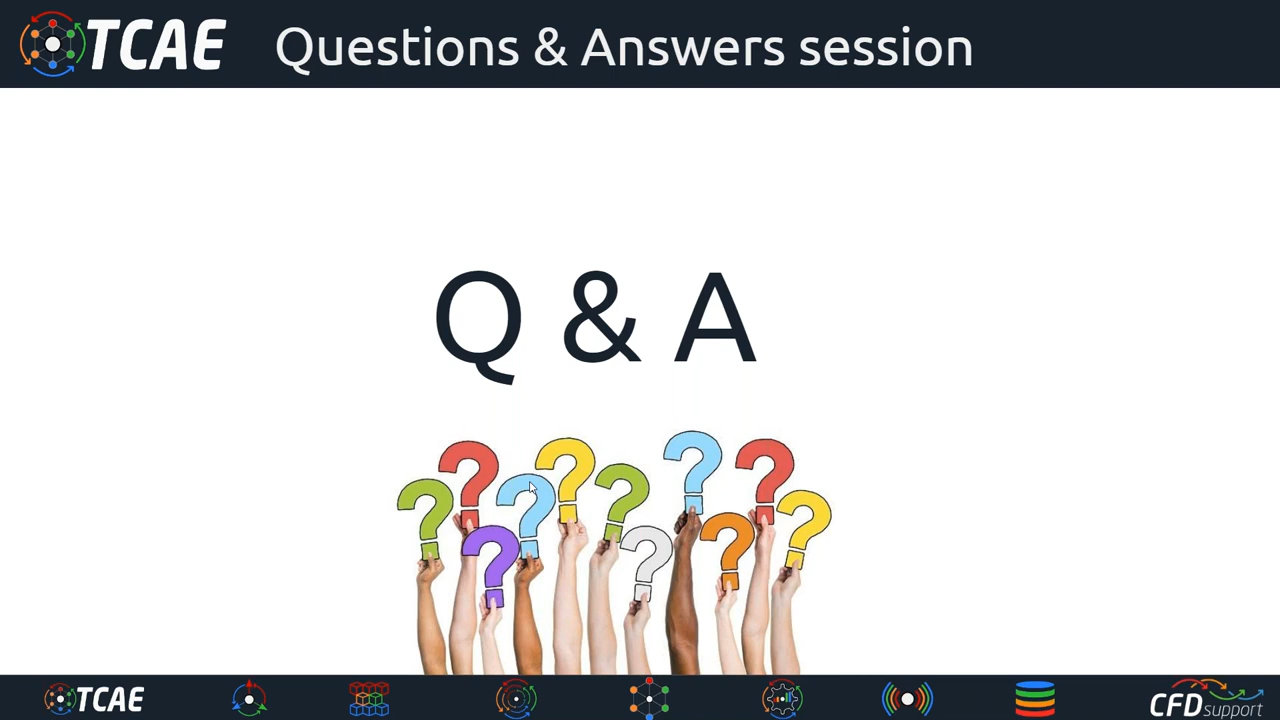 TCAE
Questions & Answers session
Q & A
? ? ? ? ? ? ? ? ? ? ?
TCAE
CFD support